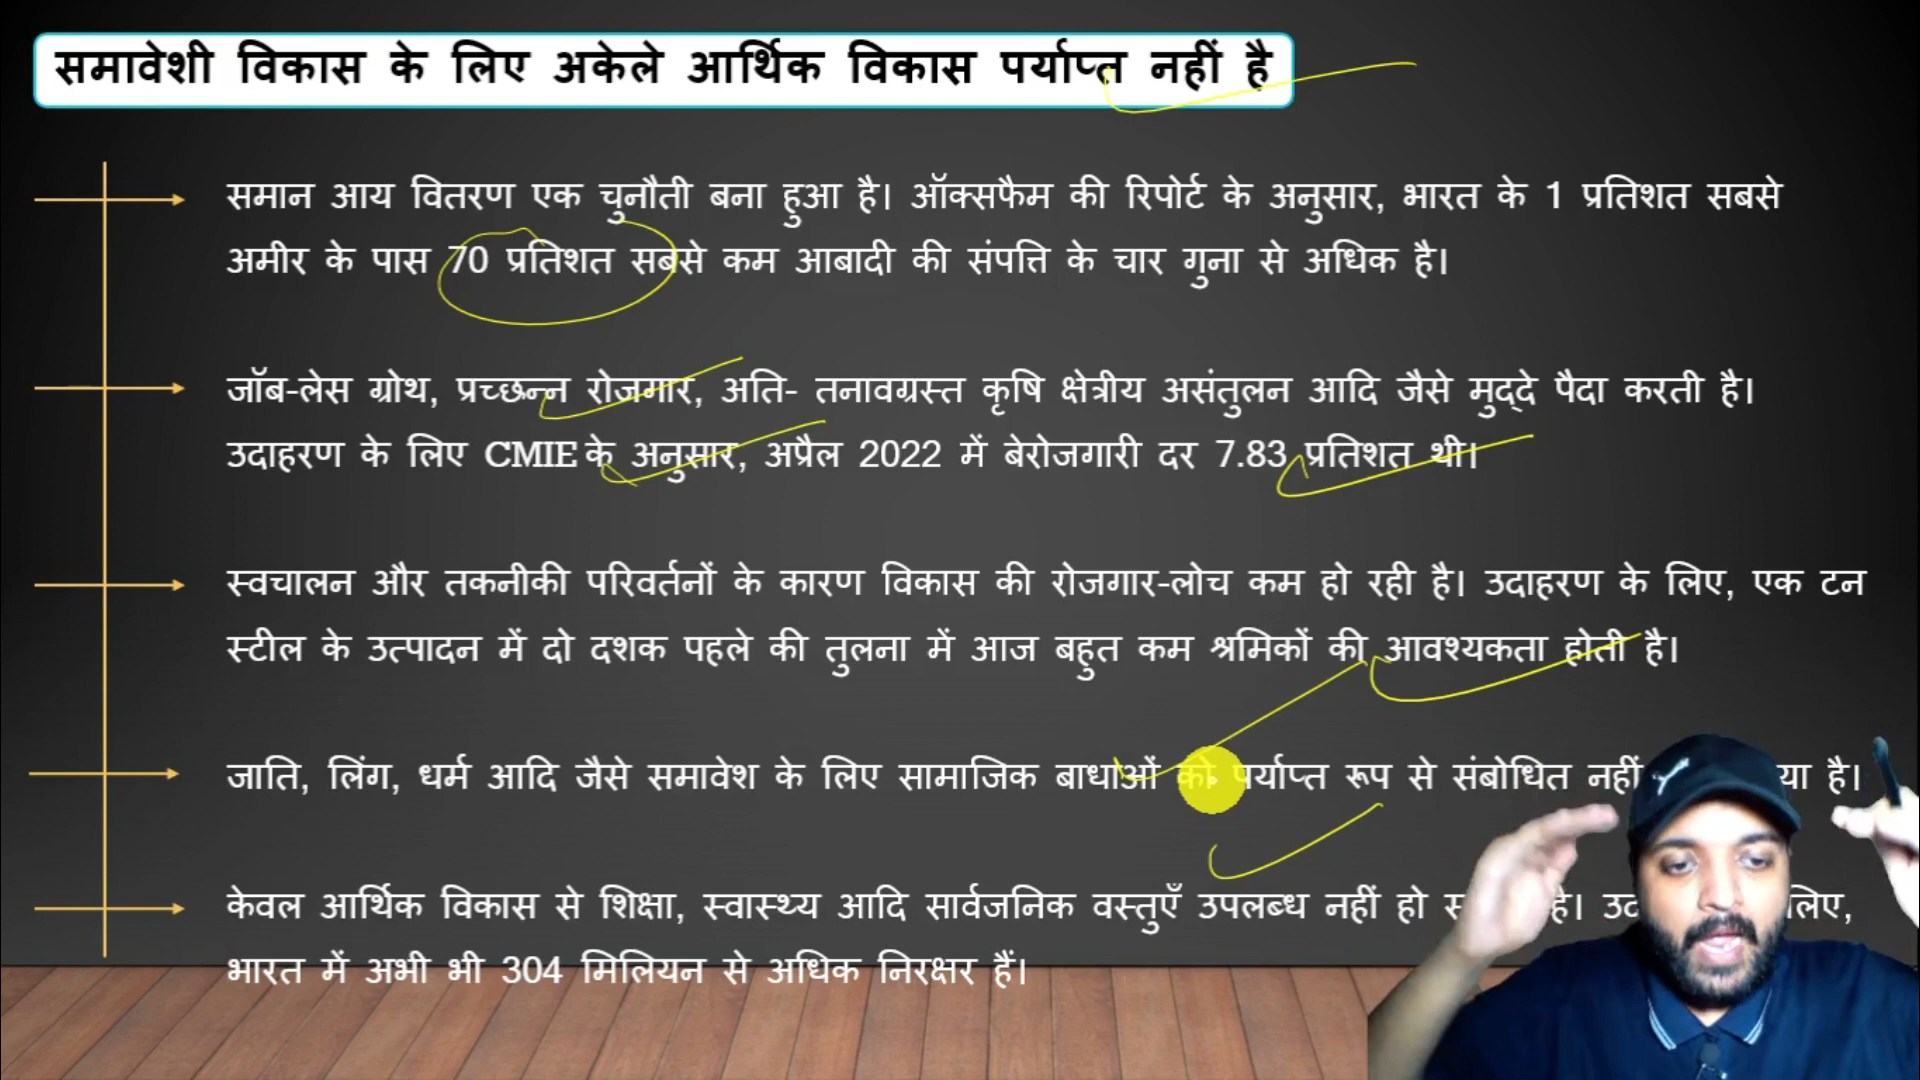 समावेशी विकास के लिए अकेले आर्थिक विकास पर्याप्त नहीं है
समान आय वितरण एक चुनौती बना हुआ है। ऑक्सफैम की रिपोर्ट के अनुसार, भारत के 1 प्रतिशत सबसे
अमीर के पास 70 प्रतिशत सबसे कम आबादी की संपत्ति के चार गुना से अधिक है।
जॉब-लेस ग्रोथ, प्रच्छन्न रोजगार, अति- तनावग्रस्त कृषि क्षेत्रीय असंतुलन आदि जैसे मुद्दे पैदा करती है।
उदाहरण के लिए CMIE के अनुसार, अप्रैल 2022 में बेरोजगारी दर 7.83 प्रतिशत थी।
स्वचालन और तकनीकी परिवर्तनों के कारण विकास की रोजगार-लोच कम हो रही है। उदाहरण के लिए, एक टन
स्टील के उत्पादन में दो दशक पहले की तुलना में आज बहुत कम श्रमिकों की आवश्यकता होती है।
जाति, लिंग, धर्म आदि जैसे समावेश के लिए सामाजिक बाधाओं को पर्याप्त रूप से संबोधित नहीं है।
केवल आर्थिक विकास से शिक्षा, स्वास्थ्य आदि सार्वजनिक वस्तुएँ उपलब्ध नहीं हो है। लिए,
भारत में अभी भी 304 मिलियन से अधिक निरक्षर हैं।